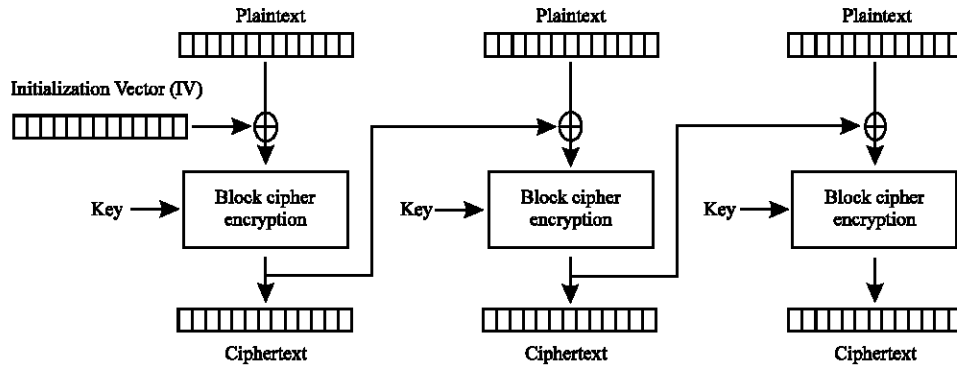 Plaintext Plaintext Plaintext
Initialization Vector (IV)
Key Block cipher encryption Key Block cipher encryption Key Block cipher encryption
Ciphertext Ciphertext Ciphertext